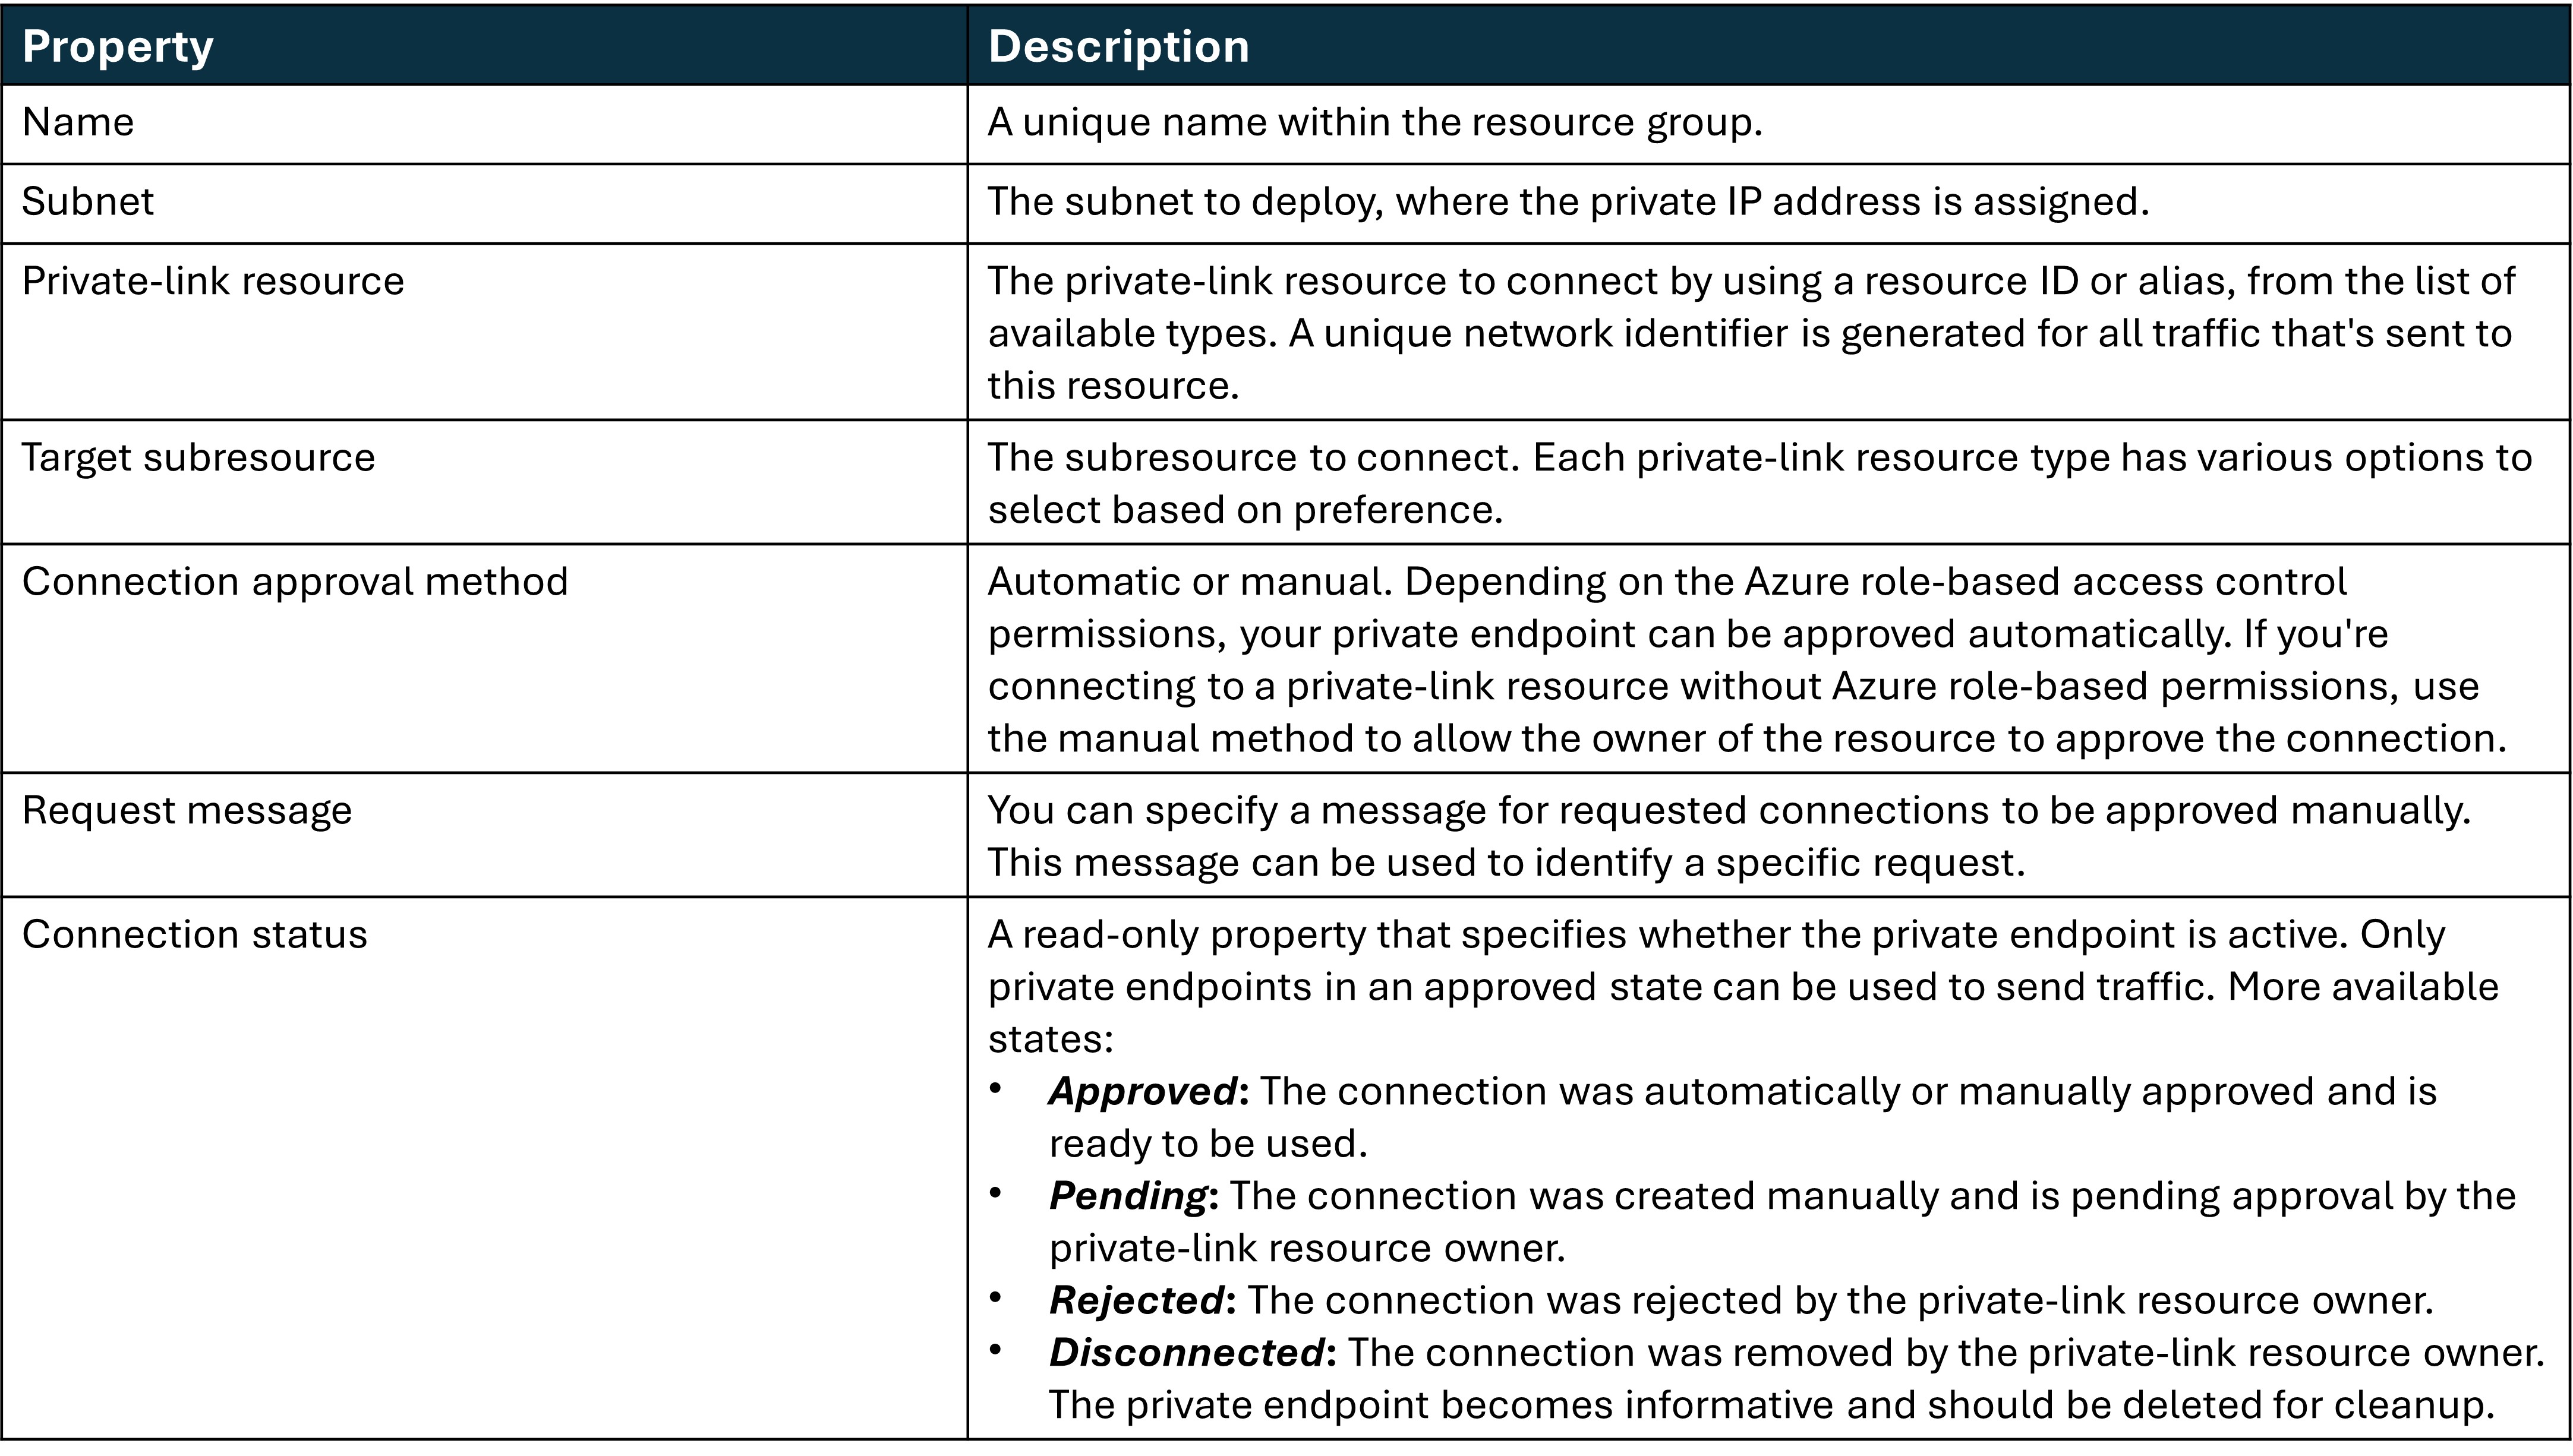 Property
Description
Name
A unique name within the resource group.
Subnet
The subnet to deploy, where the private IP address is assigned.
Private-link resource
The private-link resource to connect by using a resource ID or alias, from the list of
available types. A unique network identifier is generated for all traffic that's sent to
this resource.
Target subresource
The subresource to connect. Each private-link resource type has various options to
select based on preference.
Connection approval method
Automatic or manual. Depending on the Azure role-based access control
permissions, your private endpoint can be approved automatically. If you're
connecting to a private-link resource without Azure role-based permissions, use
the manual method to allow the owner of the resource to approve the connection.
Request message
You can specify a message for requested connections to be approved manually.
This message can be used to identify a specific request.
Connection status
A read-only property that specifies whether the private endpoint is active. Only
private endpoints in an approved state can be used to send traffic. More available
states:
• Approved: The connection was automatically or manually approved and is
ready to be used.
• Pending: The connection was created manually and is pending approval by the
private-link resource owner.
• Rejected: The connection was rejected by the private-link resource owner.
• Disconnected: The connection was removed by the private-link resource owner.
The private endpoint becomes informative and should be deleted for cleanup.